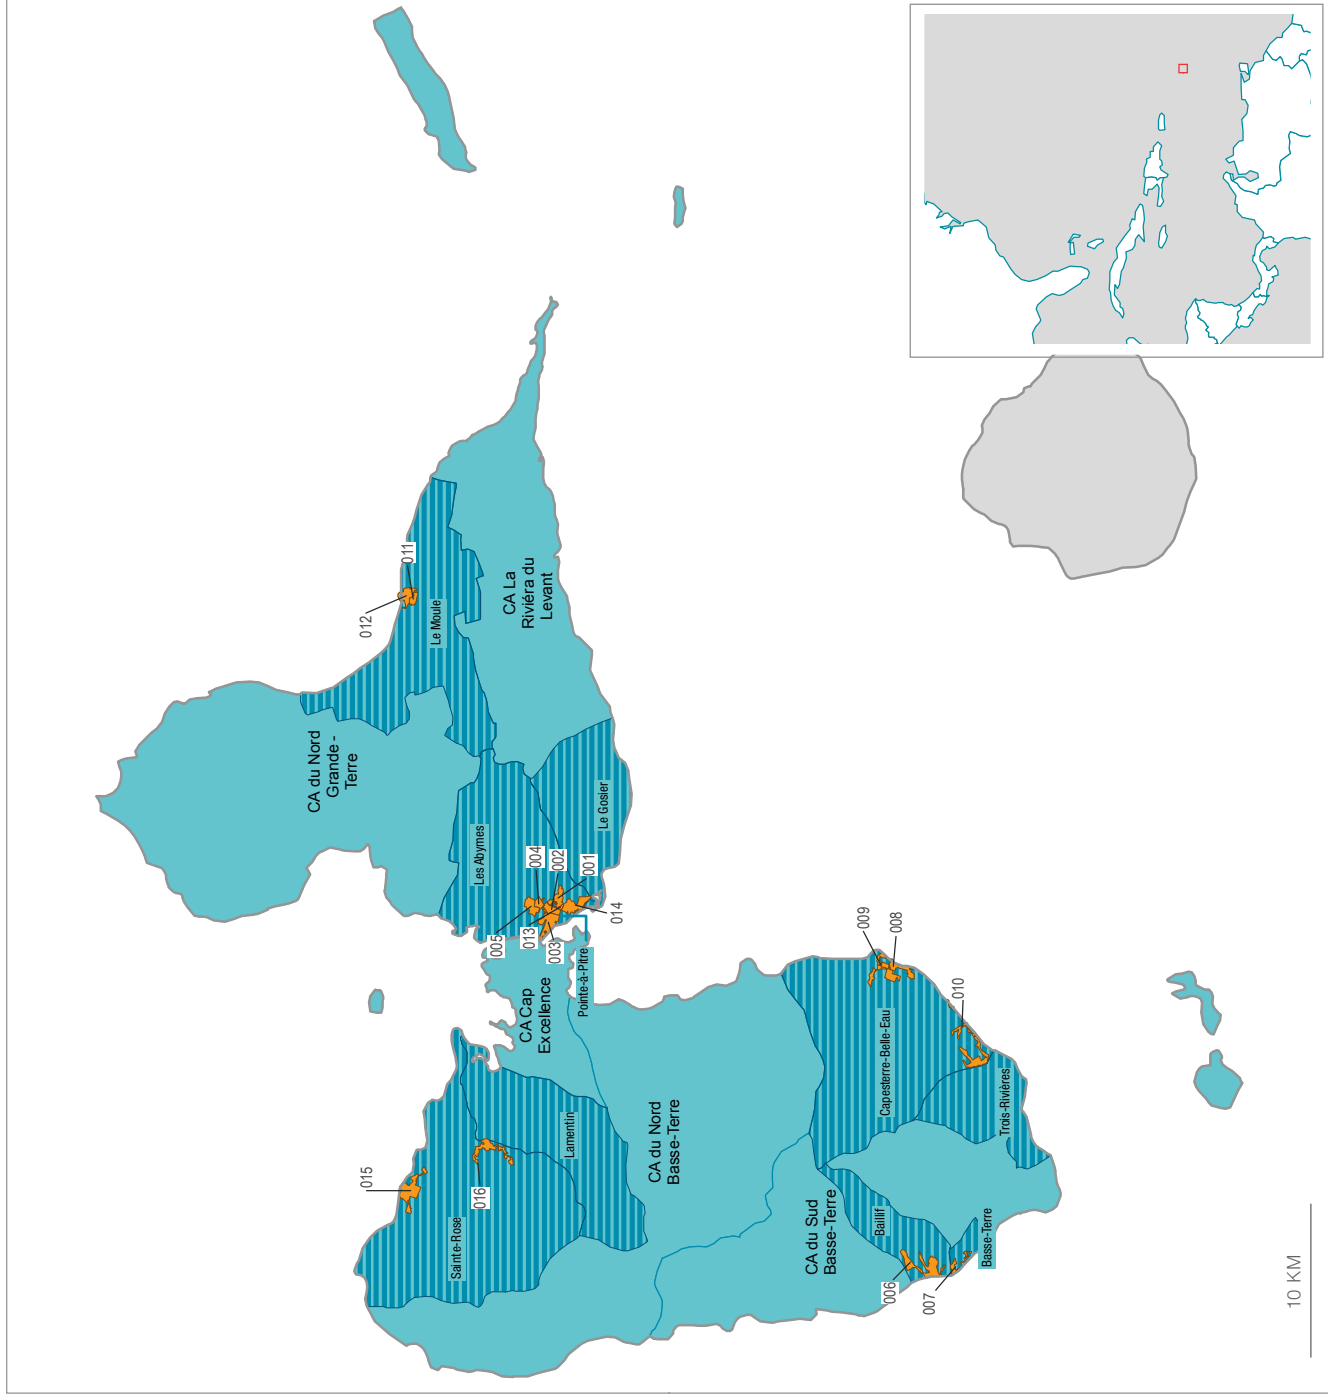 012
011
Le Moule
CA La
Riviéra du
Levant
CA du Nord
Grande -
Terre
Les Abymes
Le Gosier
004
002
001
005
013
003
014
Pointe-à-Pitre
CA Cap
Excellence
009
008
010
Capesterre-Belle-Eau
Trois-Rivières
Lamentin
CA du Nord
Basse-Terre
015
016
Sainte-Rose
CA du Sud
Basse-Terre
Baillif
Basse-Terre
006
007
10 KM